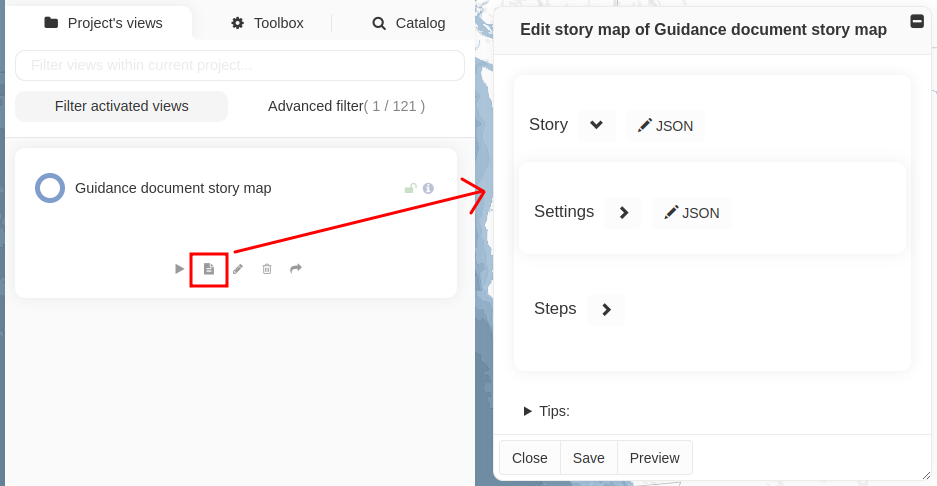 Project's views
Toolbox
Catalog
Filter views within current project...
Filter activated views
Advanced filter( 1 / 121 )
Guidance document story map
Edit story map of Guidance document story map
Story
JSON
Settings
JSON
Steps
Tips:
Close
Save
Preview